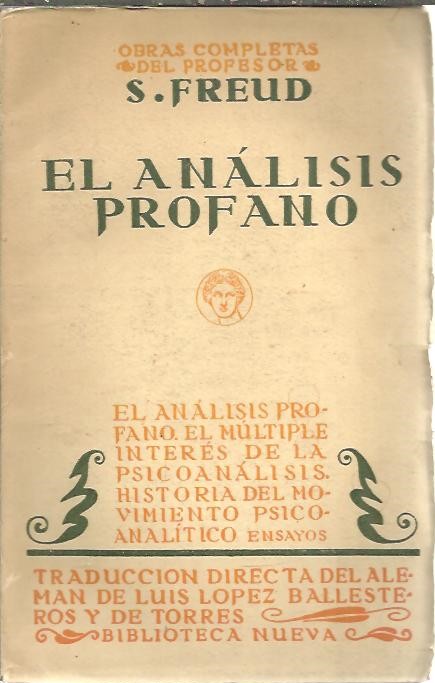 OBRAS COMPLETAS
DEL PROFESOR
S. FREUD
EL ANÁLISIS
PROFANO
EL ANÁLISIS PRO-
FANO. EL MÚLTIPLE
INTERÉS DE LA
PSICOANÁLISIS.
HISTORIA DEL MO-
VIMIENTO PSICO-
ANALÍTICO ENSAYOS
TRADUCCION DIRECTA DEL ALE-
MAN DE LUIS LOPEZ BALLESTE-
ROS Y DE TORRES
BIBLIOTECA NUEVA